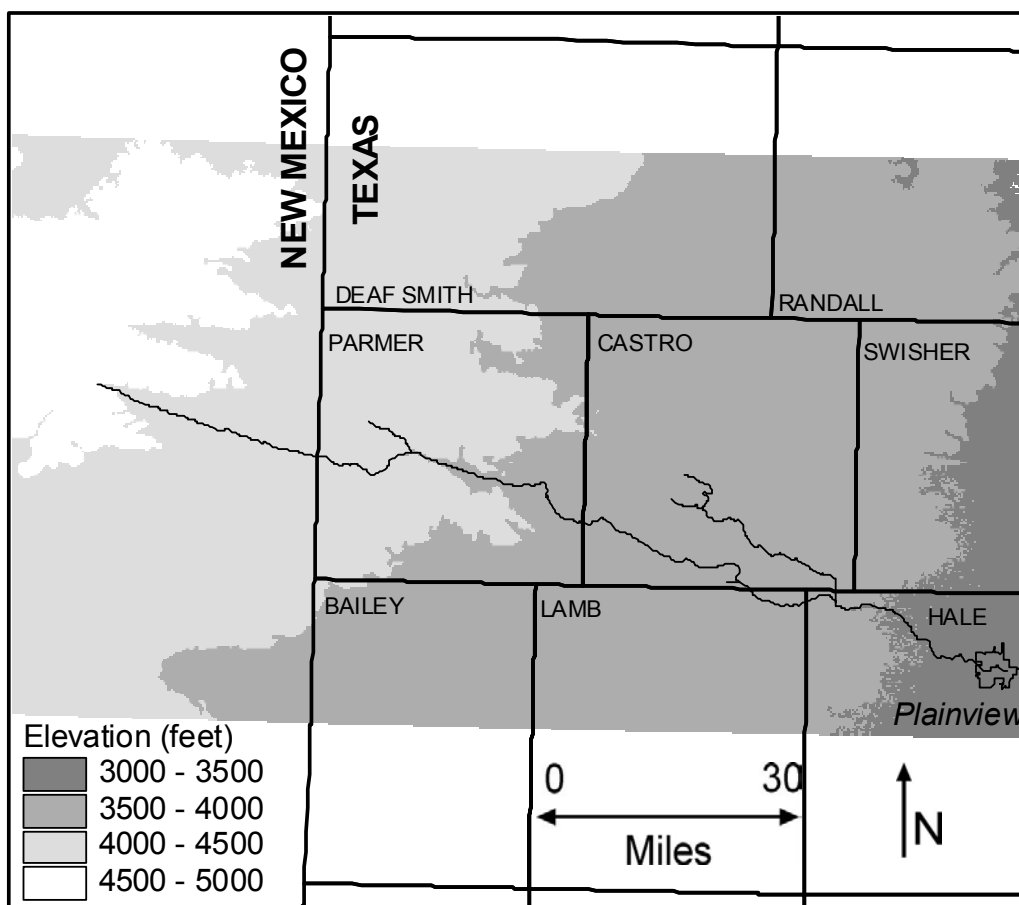 NEW MEXICO
TEXAS
DEAF SMITH
RANDALL
PARMER
CASTRO
SWISHER
BAILEY
LAMB
HALE
Plainview
Elevation (feet)
3000 - 3500
3500 - 4000
4000 - 4500
4500 - 5000
0 30
Miles
N